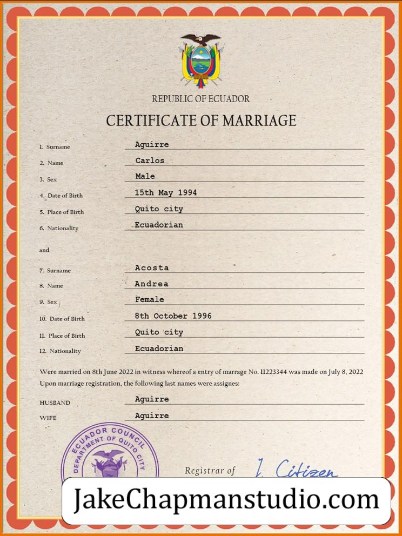 REPUBLIC OF ECUADOR
CERTIFICATE OF MARRIAGE
1. Surname Aguirre
2. Name Carlos
3. Sex Male
4. Date of Birth 15th May 1994
5. Place of Birth Quito city
6. Nationality Ecuadorian
and
7. Surname Acosta
8. Name Andrea
9. Sex Female
10. Date of Birth 8th October 1996
11. Place of Birth Quito city
12. Nationality Ecuadorian
Were married on 8th June 2022 in witness whereof a entry of marrage No. II223344 was made on July 8, 2022
Upon marriage registration, the following last names were assignes:
HUSBAND Aguirre
WIFE Aguirre
ECUADOR COUNCIL
DEPARTMENT OF QUITO CITY
Registrar of I. Citizen
JakeChapmanstudio.com